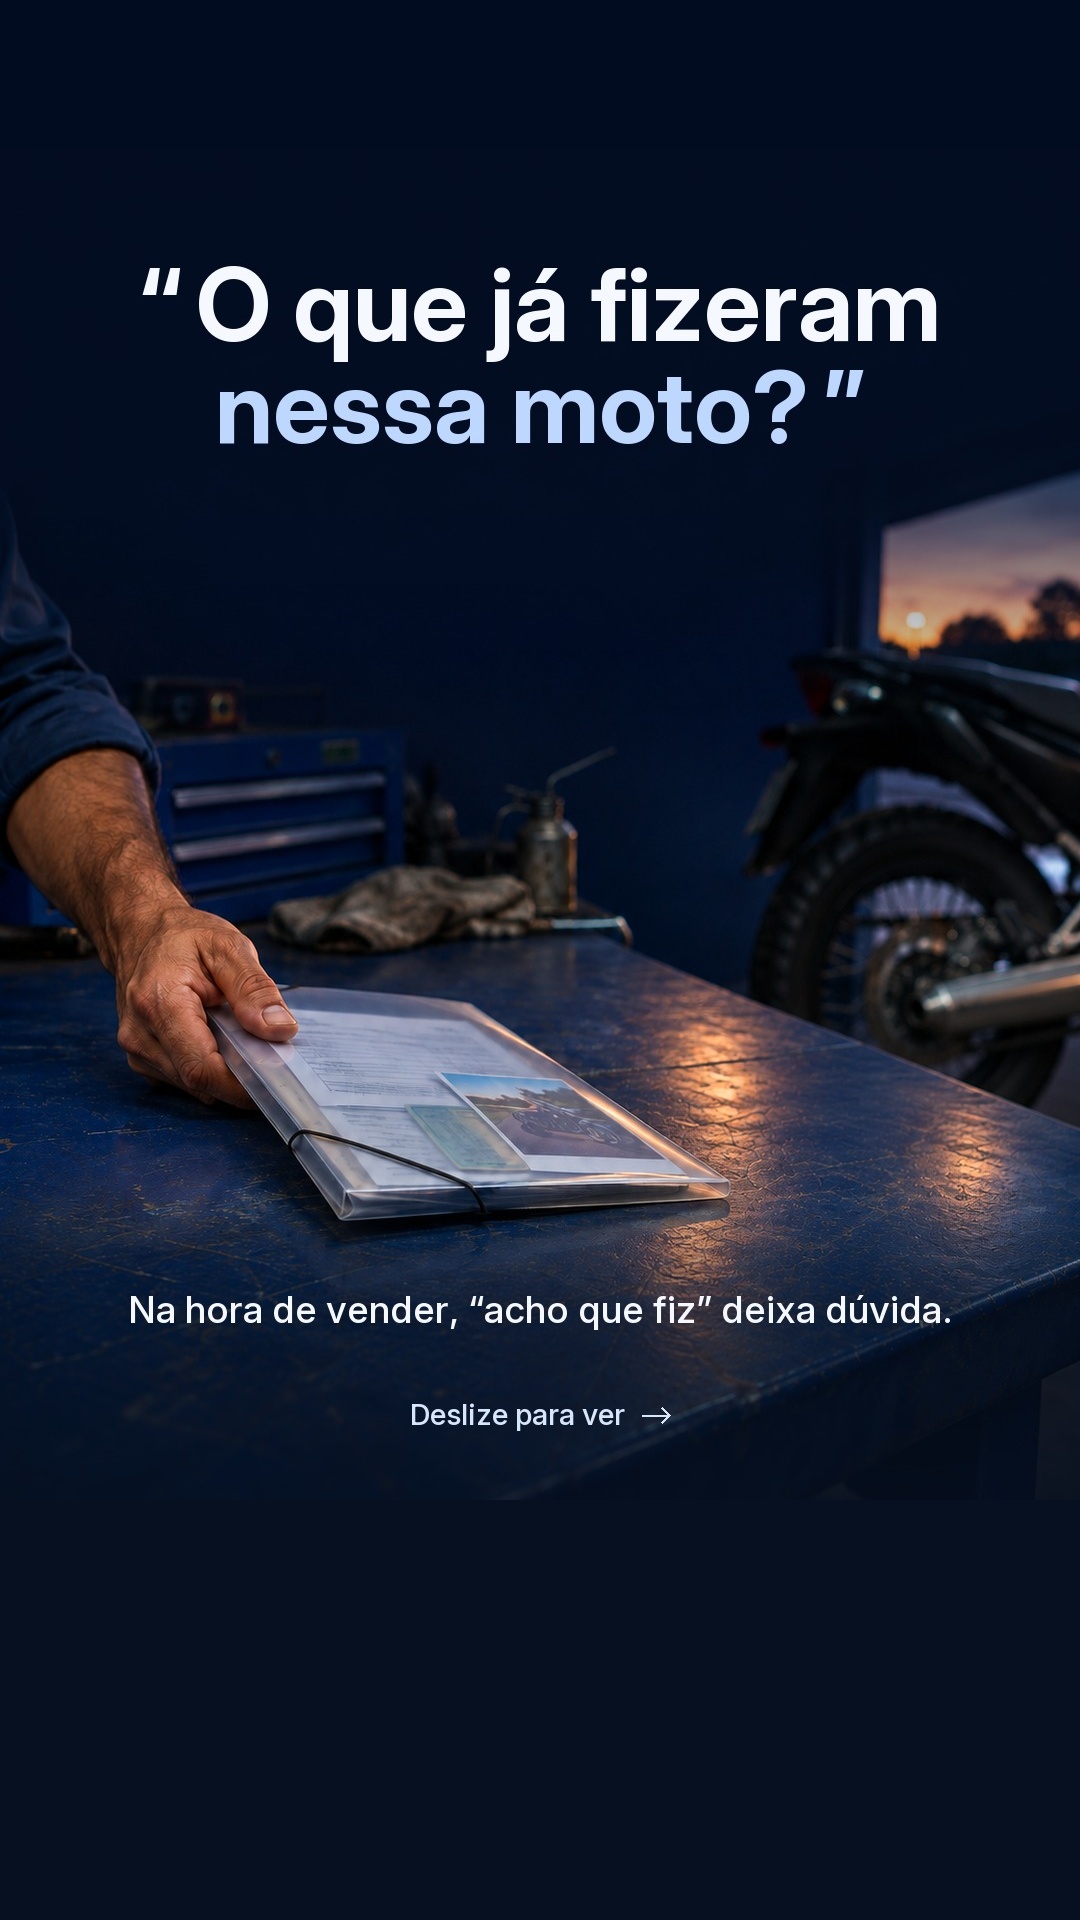 “O que já fizeram
nessa moto?”
Na hora de vender, “acho que fiz” deixa dúvida.
Deslize para ver →